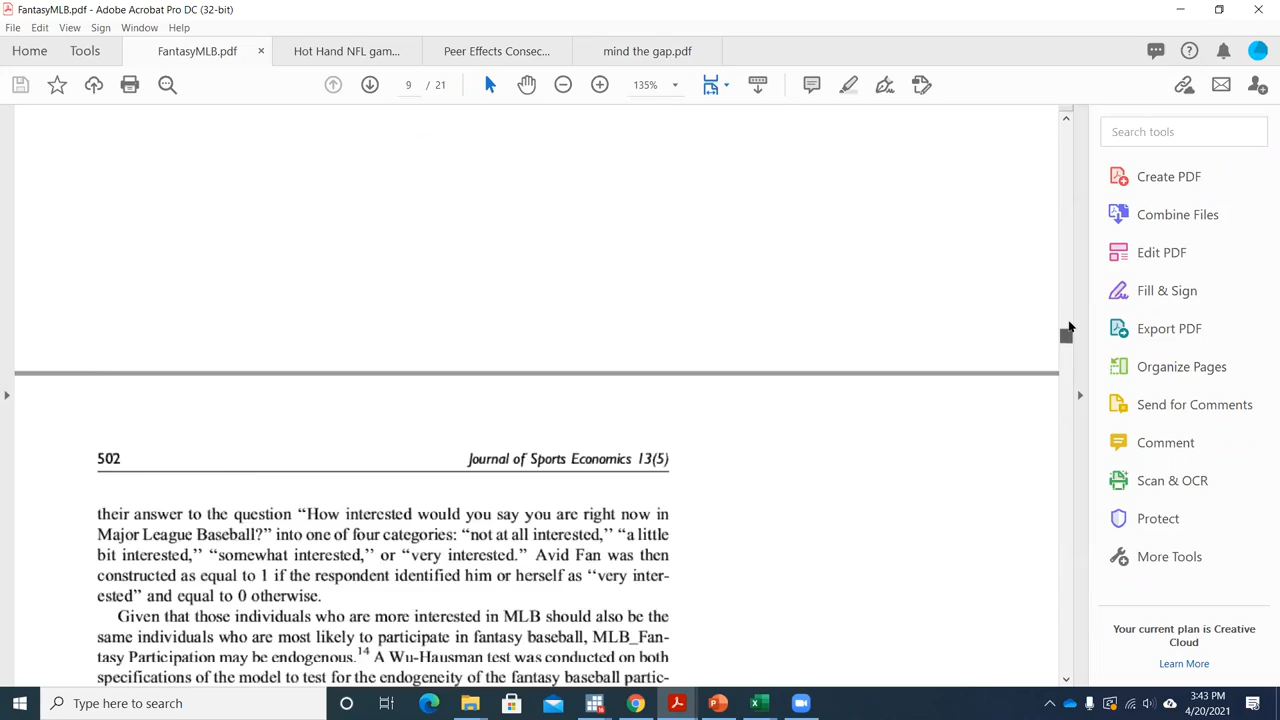 FantasyMLB.pdf - Adobe Acrobat Pro DC (32-bit)
File Edit View Sign Window Help
Home Tools FantasyMLB.pdf × Hot Hand NFL gam... Peer Effects Consec... mind the gap.pdf
9 / 21 135%
Search tools
Create PDF
Combine Files
Edit PDF
Fill & Sign
Export PDF
Organize Pages
Send for Comments
Comment
Scan & OCR
Protect
More Tools
Your current plan is Creative
Cloud
Learn More
502 Journal of Sports Economics 13(5)
their answer to the question “How interested would you say you are right now in
Major League Baseball?” into one of four categories: “not at all interested,’’ “a little
bit interested,’’ “somewhat interested,’’ or “very interested.” Avid Fan was then
constructed as equal to 1 if the respondent identified him or herself as ‘‘very inter-
ested” and equal to 0 otherwise.
Given that those individuals who are more interested in MLB should also be the
same individuals who are most likely to participate in fantasy baseball, MLB_Fan-
tasy Participation may be endogenous.14 A Wu-Hausman test was conducted on both
specifications of the model to test for the endogeneity of the fantasy baseball partic-
Type here to search
3:43 PM
4/20/2021